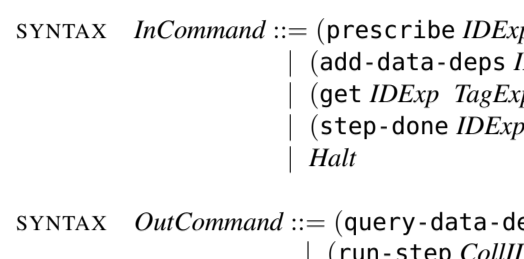 SYNTAX InCommand ::= (prescribe IDExp
| (add-data-deps
| (get IDExp TagExp
| (step-done IDExp
| Halt
SYNTAX OutCommand ::= (query-data-de
| (run-step CollI